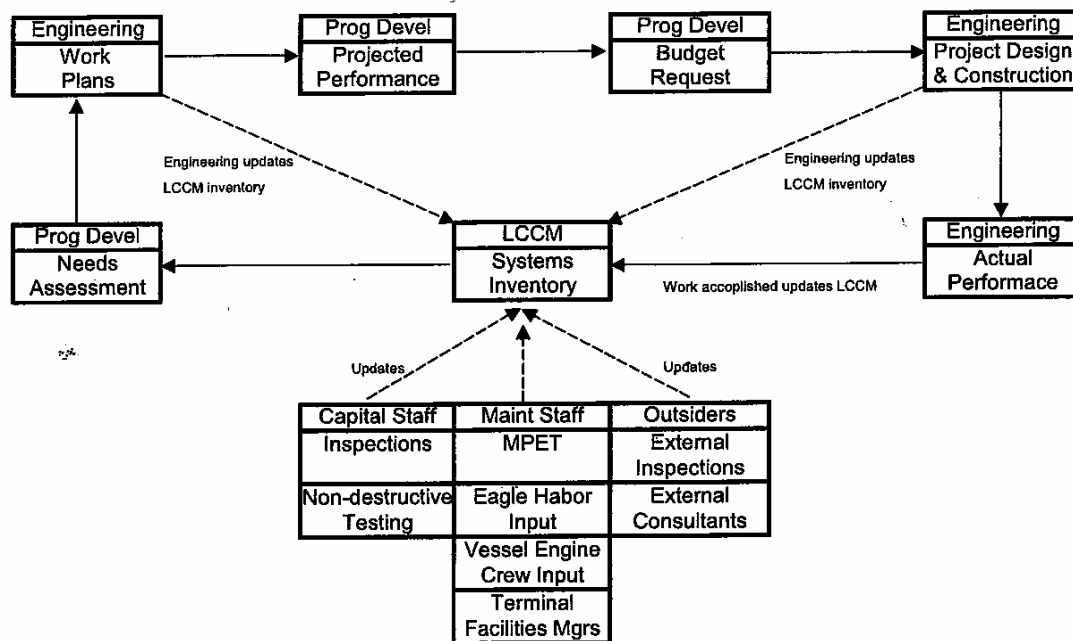 Engineering
Work
Plans
Prog Devel
Projected
Performance
Prog Devel
Budget
Request
Engineering
Project Design
& Construction
Engineering updates
LCCM inventory
Engineering updates
LCCM inventory
Prog Devel
Needs
Assessment
LCCM
Systems
Inventory
Engineering
Actual
Performace
Work accoplished updates LCCM
Updates
Updates
Capital Staff
Inspections
Non-destructive
Testing
Maint Staff
MPET
Eagle Habor
Input
Vessel Engine
Crew Input
Terminal
Facilities Mgrs
Outsiders
External
Inspections
External
Consultants